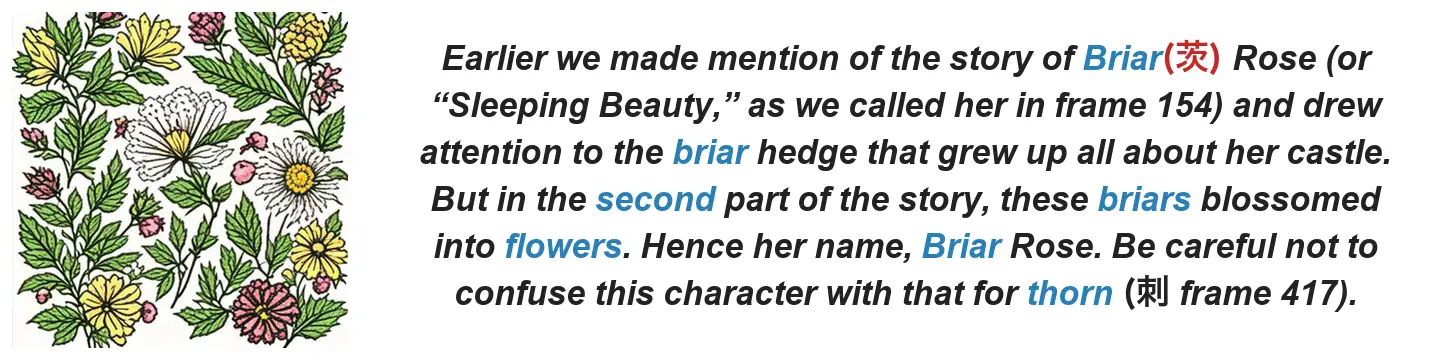 Earlier we made mention of the story of Briar(茨) Rose (or
“Sleeping Beauty,” as we called her in frame 154) and drew
attention to the briar hedge that grew up all about her castle.
But in the second part of the story, these briars blossomed
into flowers. Hence her name, Briar Rose. Be careful not to
confuse this character with that for thorn (刺 frame 417).